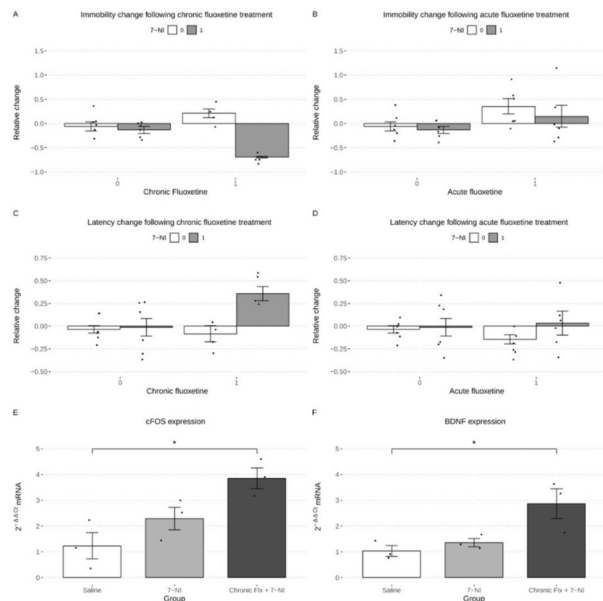 A
Immobility change following chronic fluoxetine treatment
7-NI 0 1
1.5
1.0
0.5
0.0
−0.5
−1.0
Relative change
0 1
Chronic Fluoxetine
B
Immobility change following acute fluoxetine treatment
7-NI 0 1
1.5
1.0
0.5
0.0
−0.5
−1.0
Relative change
0 1
Acute fluoxetine
C
Latency change following chronic fluoxetine treatment
7-NI 0 1
0.75
0.50
0.25
0.00
−0.25
−0.50
Relative change
0 1
Chronic fluoxetine
D
Latency change following acute fluoxetine treatment
7-NI 0 1
0.75
0.50
0.25
0.00
−0.25
−0.50
Relative change
0 1
Acute fluoxetine
E
cFOS expression
*
5
4
3
2
1
0
2^-Δ Δ Ct mRNA
Saline 7-NI Chronic Flx + 7-NI
Group
F
BDNF expression
*
5
4
3
2
1
0
2^-Δ Δ Ct mRNA
Saline 7-NI Chronic Flx + 7-NI
Group